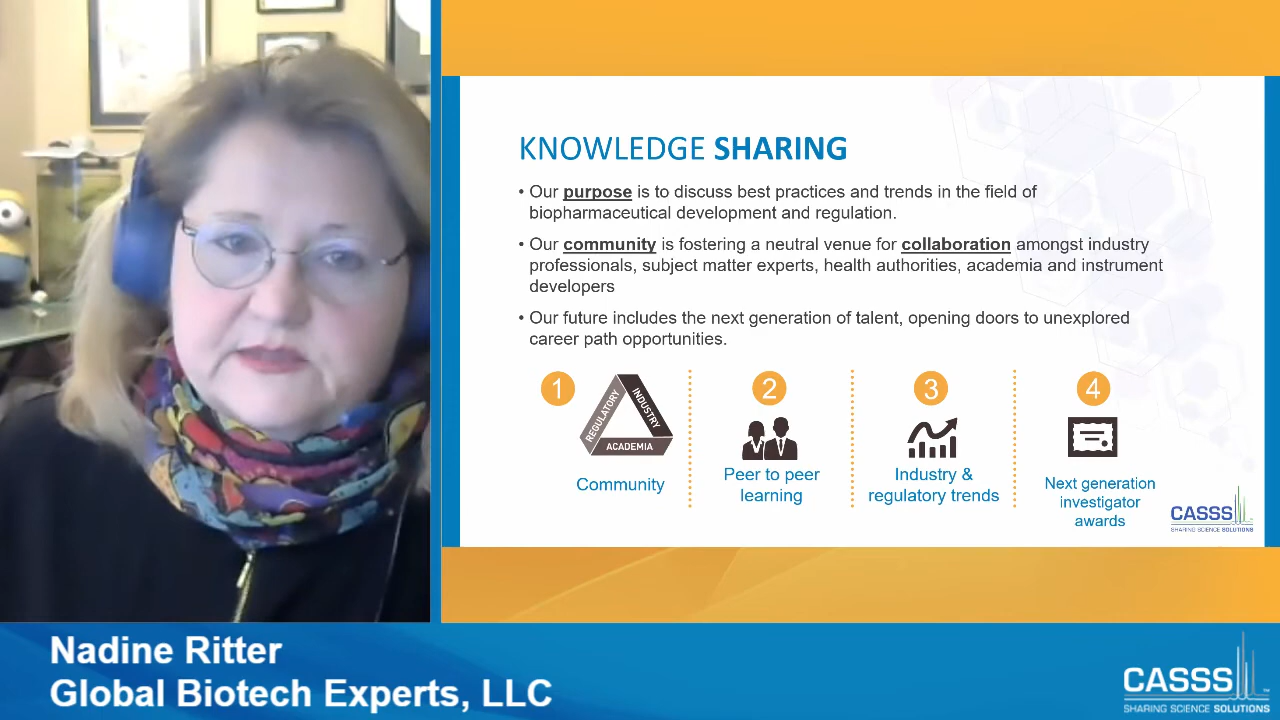 KNOWLEDGE SHARING
• Our purpose is to discuss best practices and trends in the field of
biopharmaceutical development and regulation.
• Our community is fostering a neutral venue for collaboration amongst industry
professionals, subject matter experts, health authorities, academia and instrument
developers
• Our future includes the next generation of talent, opening doors to unexplored
career path opportunities.
1
REGULATORY
INDUSTRY
ACADEMIA
Community
2
Peer to peer
learning
3
Industry &
regulatory trends
4
Next generation
investigator
awards
CASSS
SHARING SCIENCE SOLUTIONS
Nadine Ritter
Global Biotech Experts, LLC
CASSS
SHARING SCIENCE SOLUTIONS